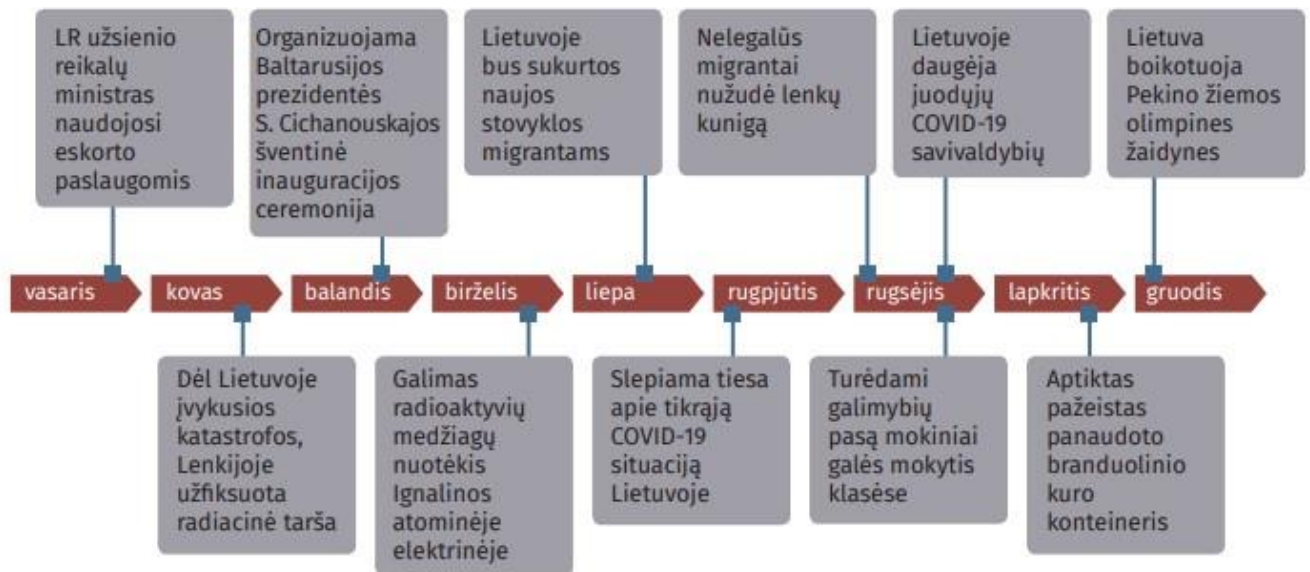 LR užsienio
reikalų
ministras
naudojosi
eskorto
paslaugomis
Organizuojama
Baltarusijos
prezidentės
S. Cichanouskajos
šventinė
inauguracijos
ceremonija
Lietuvoje
bus sukurtos
naujos
stovyklos
migrantams
Nelegalūs
migrantai
nužudė lenkų
kunigą
Lietuvoje
daugėja
juodųjų
COVID-19
savivaldybių
Lietuva
boikotuoja
Pekino žiemos
olimpines
žaidynes
vasaris
kovas
balandis
birželis
liepa
rugpjūtis
rugsėjis
lapkritis
gruodis
Dėl Lietuvoje
įvykusios
katastrofos,
Lenkijoje
užfiksuota
radiacinė tarša
Galimas
radioaktyvių
medžiagų
nuotėkis
Ignalinos
atominėje
elektrinėje
Slepiama tiesa
apie tikrąją
COVID-19
situaciją
Lietuvoje
Turėdami
galimybių
pasą mokiniai
galės mokytis
klasėse
Aptiktas
pažeistas
panaudoto
branduolinio
kuro
konteineris